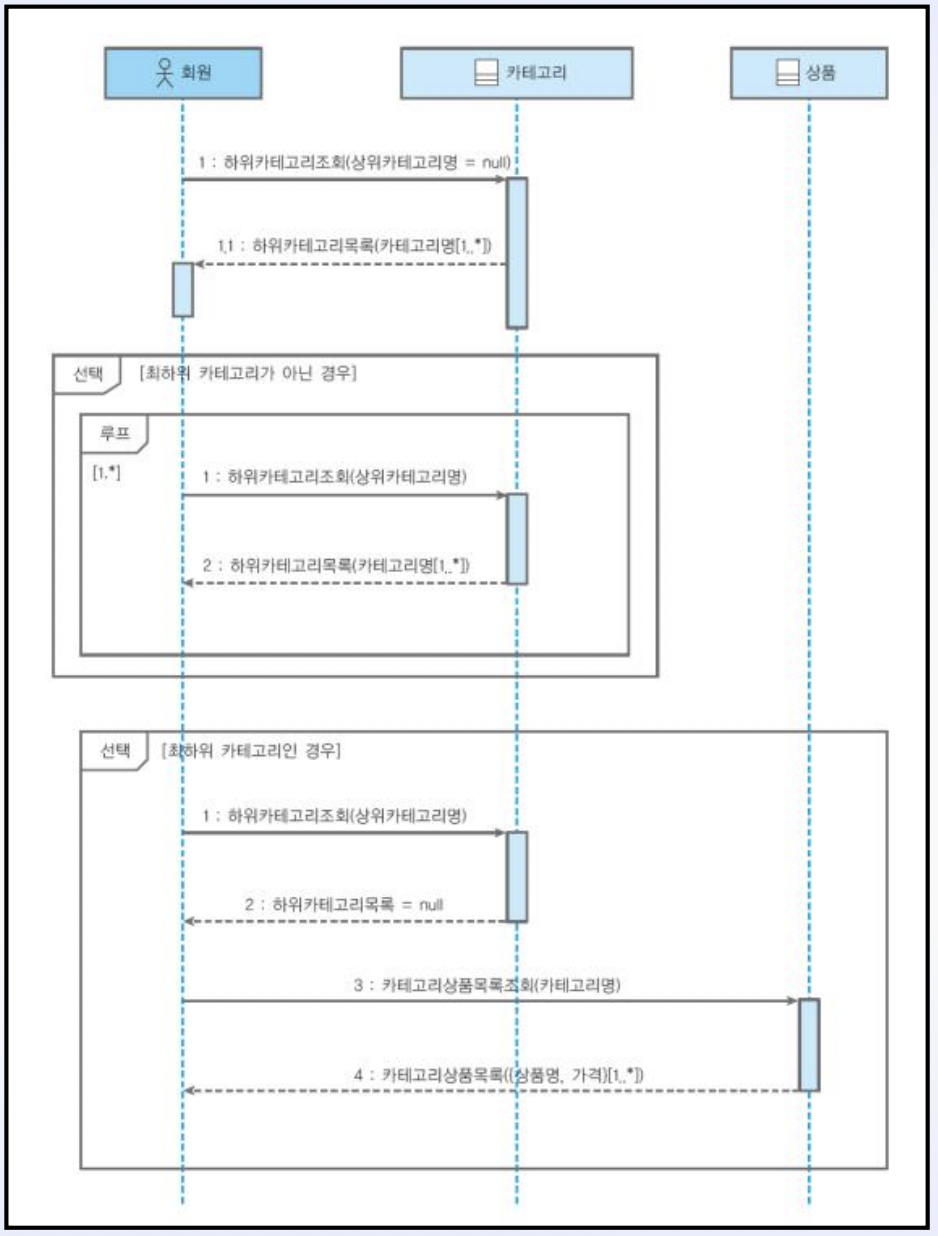 회원
카테고리
상품
1 : 하위카테고리조회(상위카테고리명 = null)
1.1 : 하위카테고리목록(카테고리명[1..*])
선택
[최하위 카테고리가 아닌 경우]
루프
[1,*]
1 : 하위카테고리조회(상위카테고리명)
2 : 하위카테고리목록(카테고리명[1..*])
선택
[최하위 카테고리인 경우]
1 : 하위카테고리조회(상위카테고리명)
2 : 하위카테고리목록 = null
3 : 카테고리상품목록조회(카테고리명)
4 : 카테고리상품목록((상품명, 가격)[1..*])